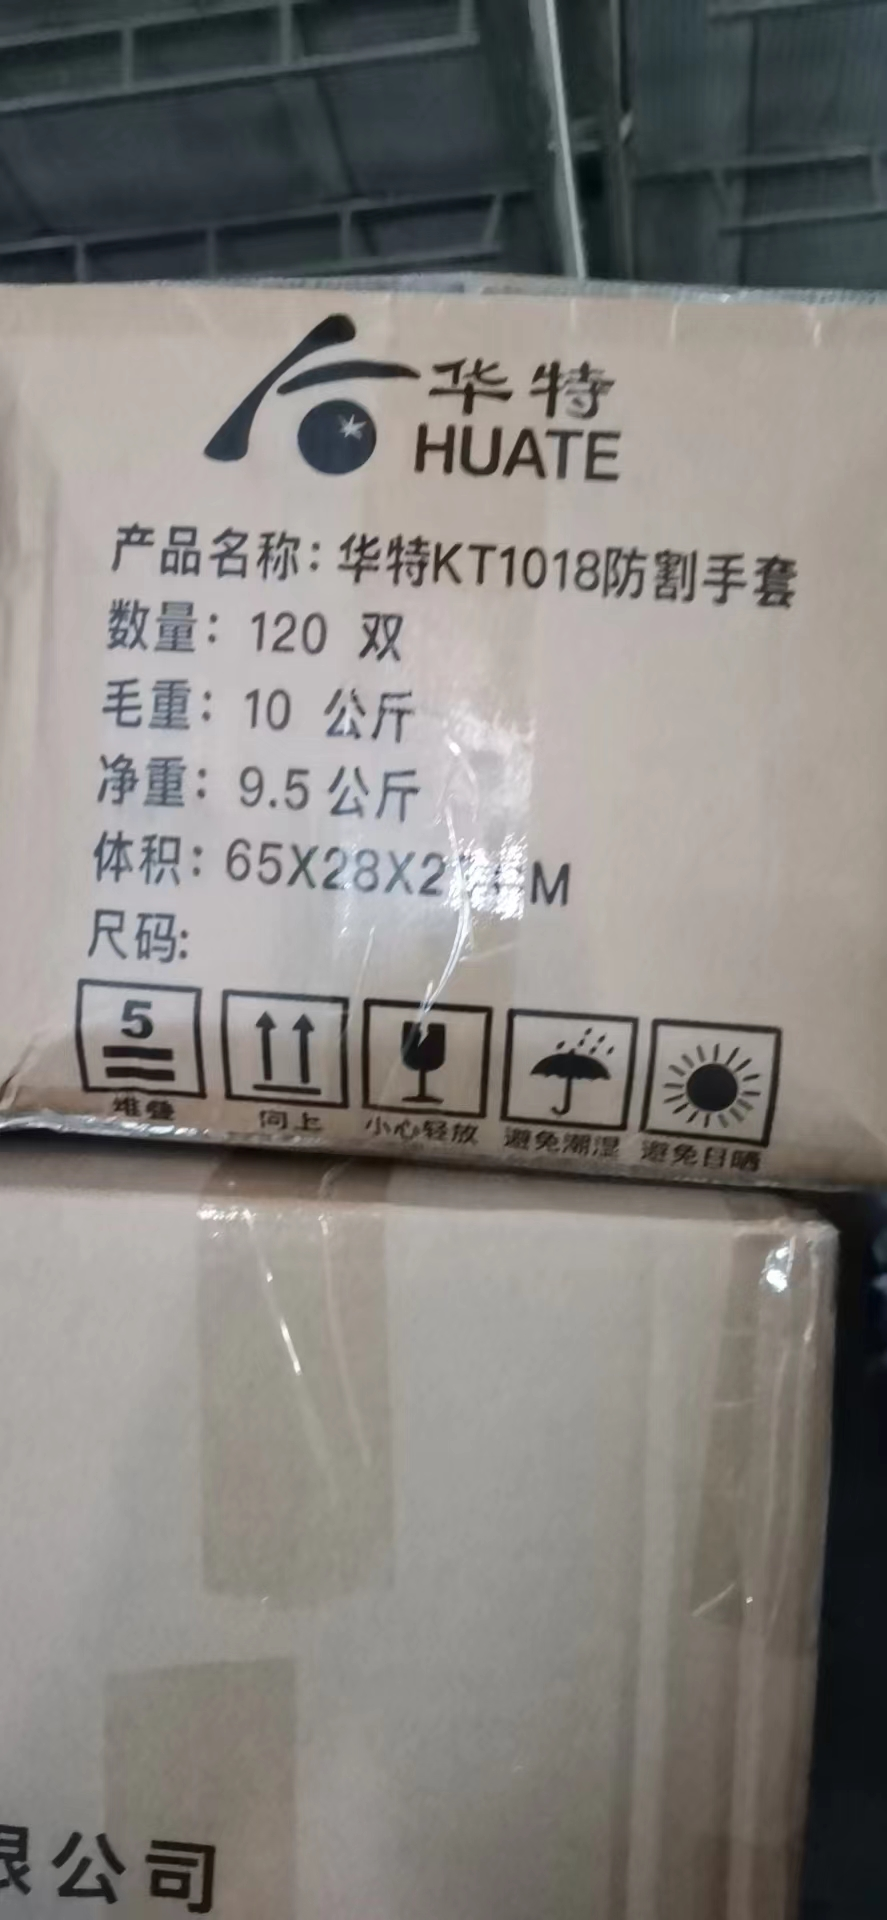 华特
HUATE
产品名称：华特KT1018防割手套
数量：120 双
毛重：10 公斤
净重：9.5 公斤
体积：65X28X2 M
尺码:
5
堆叠
向上
小心轻放
避免潮湿
避免日晒
限公司